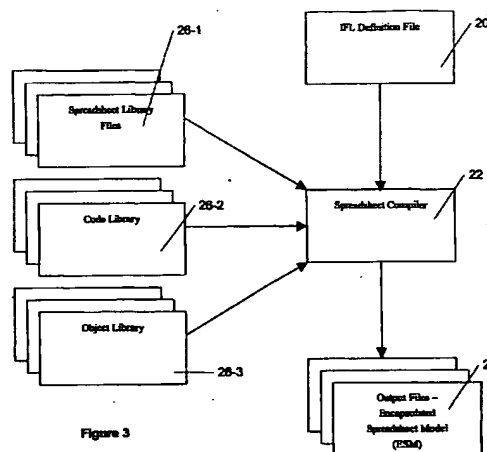 26-1
IFL Definition File
20
Spreadsheet Library
Files
26-2
Code Library
22
Spreadsheet Compiler
26-3
Object Library
2
Output Files –
Encapsulated
Spreadsheet Model
(ESM)
Figure 3